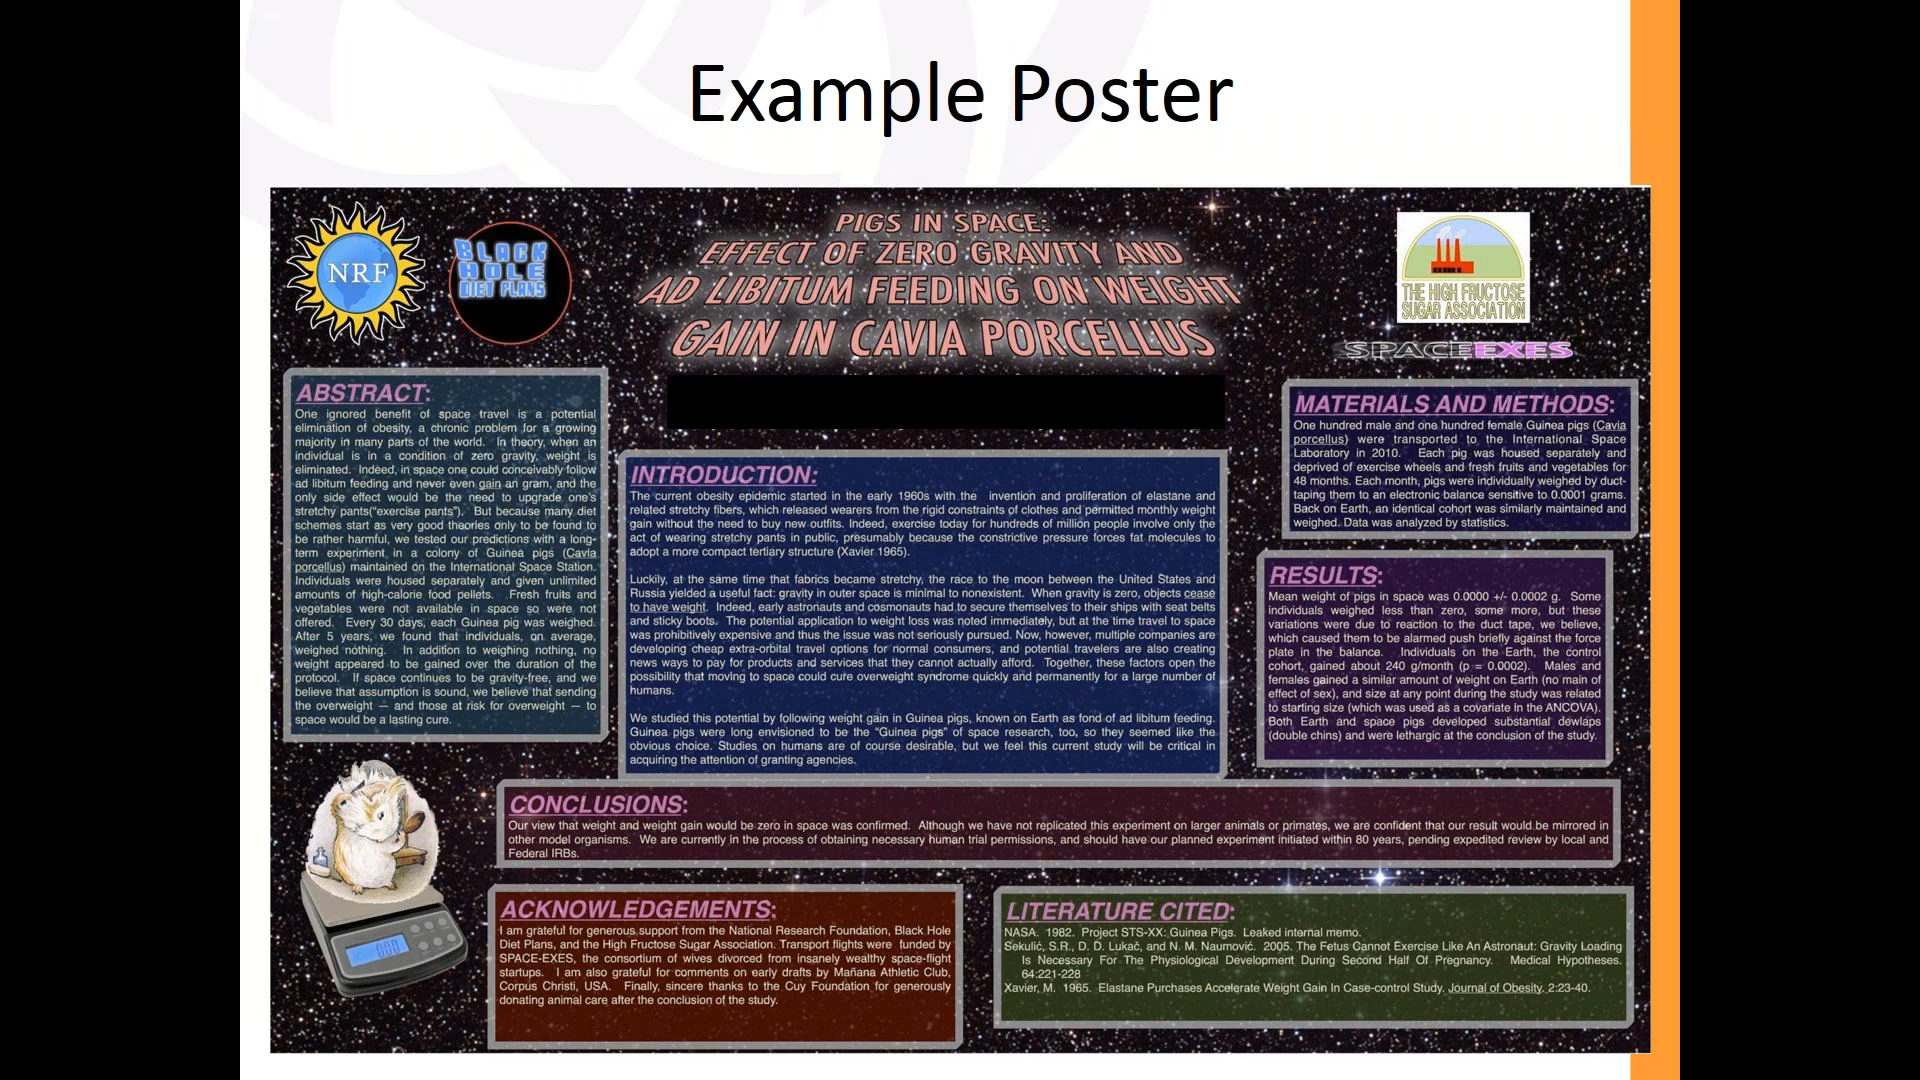 Example Poster
NRF
BLACK
HOLE
DIET PLANS
PIGS IN SPACE:
EFFECT OF ZERO GRAVITY AND
AD LIBITUM FEEDING ON WEIGHT
GAIN IN CAVIA PORCELLUS
THE HIGH FRUCTOSE
SUGAR ASSOCIATION
SPACEEXES
ABSTRACT:
One ignored benefit of space travel is a potential
elimination of obesity, a chronic problem for a growing
majority in many parts of the world. In theory, when an
individual is in a condition of zero gravity, weight is
eliminated. Indeed, in space one could conceivably follow
ad libitum feeding and never even gain an gram, and the
only side effect would be the need to upgrade one's
stretchy pants("exercise pants"). But because many diet
schemes start as very good theories only to be found to
be rather harmful, we tested our predictions with a long-
term experiment in a colony of Guinea pigs (Cavia
porcellus) maintained on the International Space Station.
Individuals were housed separately and given unlimited
amounts of high-calorie food pellets. Fresh fruits and
vegetables were not available in space so were not
offered. Every 30 days, each Guinea pig was weighed.
After 5 years, we found that individuals, on average,
weighed nothing. In addition to weighing nothing, no
weight appeared to be gained over the duration of the
protocol. If space continues to be gravity-free, and we
believe that assumption is sound, we believe that sending
the overweight — and those at risk for overweight — to
space would be a lasting cure.
INTRODUCTION:
The current obesity epidemic started in the early 1960s with the invention and proliferation of elastane and
related stretchy fibers, which released wearers from the rigid constraints of clothes and permitted monthly weight
gain without the need to buy new outfits. Indeed, exercise today for hundreds of million people involve only the
act of wearing stretchy pants in public, presumably because the constrictive pressure forces fat molecules to
adopt a more compact tertiary structure (Xavier 1965).
Luckily, at the same time that fabrics became stretchy, the race to the moon between the United States and
Russia yielded a useful fact: gravity in outer space is minimal to nonexistent. When gravity is zero, objects cease
to have weight. Indeed, early astronauts and cosmonauts had to secure themselves to their ships with seat belts
and sticky boots. The potential application to weight loss was noted immediately, but at the time travel to space
was prohibitively expensive and thus the issue was not seriously pursued. Now, however, multiple companies are
developing cheap extra-orbital travel options for normal consumers, and potential travelers are also creating
news ways to pay for products and services that they cannot actually afford. Together, these factors open the
possibility that moving to space could cure overweight syndrome quickly and permanently for a large number of
humans.
We studied this potential by following weight gain in Guinea pigs, known on Earth as fond of ad libitum feeding.
Guinea pigs were long envisioned to be the "Guinea pigs" of space research, too, so they seemed like the
obvious choice. Studies on humans are of course desirable, but we feel this current study will be critical in
acquiring the attention of granting agencies.
MATERIALS AND METHODS:
One hundred male and one hundred female Guinea pigs (Cavia
porcellus) were transported to the International Space
Laboratory in 2010. Each pig was housed separately and
deprived of exercise wheels and fresh fruits and vegetables for
48 months. Each month, pigs were individually weighed by duct-
taping them to an electronic balance sensitive to 0.0001 grams.
Back on Earth, an identical cohort was similarly maintained and
weighed. Data was analyzed by statistics.
RESULTS:
Mean weight of pigs in space was 0.0000 +/- 0.0002 g. Some
individuals weighed less than zero, some more, but these
variations were due to reaction to the duct tape, we believe,
which caused them to be alarmed push briefly against the force
plate in the balance. Individuals on the Earth, the control
cohort, gained about 240 g/month (p = 0.0002). Males and
females gained a similar amount of weight on Earth (no main of
effect of sex), and size at any point during the study was related
to starting size (which was used as a covariate in the ANCOVA).
Both Earth and space pigs developed substantial dewlaps
(double chins) and were lethargic at the conclusion of the study.
CONCLUSIONS:
Our view that weight and weight gain would be zero in space was confirmed. Although we have not replicated this experiment on larger animals or primates, we are confident that our result would be mirrored in
other model organisms. We are currently in the process of obtaining necessary human trial permissions, and should have our planned experiment initiated within 80 years, pending expedited review by local and
Federal IRBs.
000
ACKNOWLEDGEMENTS:
I am grateful for generous support from the National Research Foundation, Black Hole
Diet Plans, and the High Fructose Sugar Association. Transport flights were funded by
SPACE-EXES, the consortium of wives divorced from insanely wealthy space-flight
startups. I am also grateful for comments on early drafts by Mañana Athletic Club,
Corpus Christi, USA. Finally, sincere thanks to the Cuy Foundation for generously
donating animal care after the conclusion of the study.
LITERATURE CITED:
NASA. 1982. Project STS-XX: Guinea Pigs. Leaked internal memo.
Sekulić, S.R., D. D. Lukač, and N. M. Naumović. 2005. The Fetus Cannot Exercise Like An Astronaut: Gravity Loading
Is Necessary For The Physiological Development During Second Half Of Pregnancy. Medical Hypotheses.
64:221-228
Xavier, M. 1965. Elastane Purchases Accelerate Weight Gain In Case-control Study. Journal of Obesity. 2:23-40.